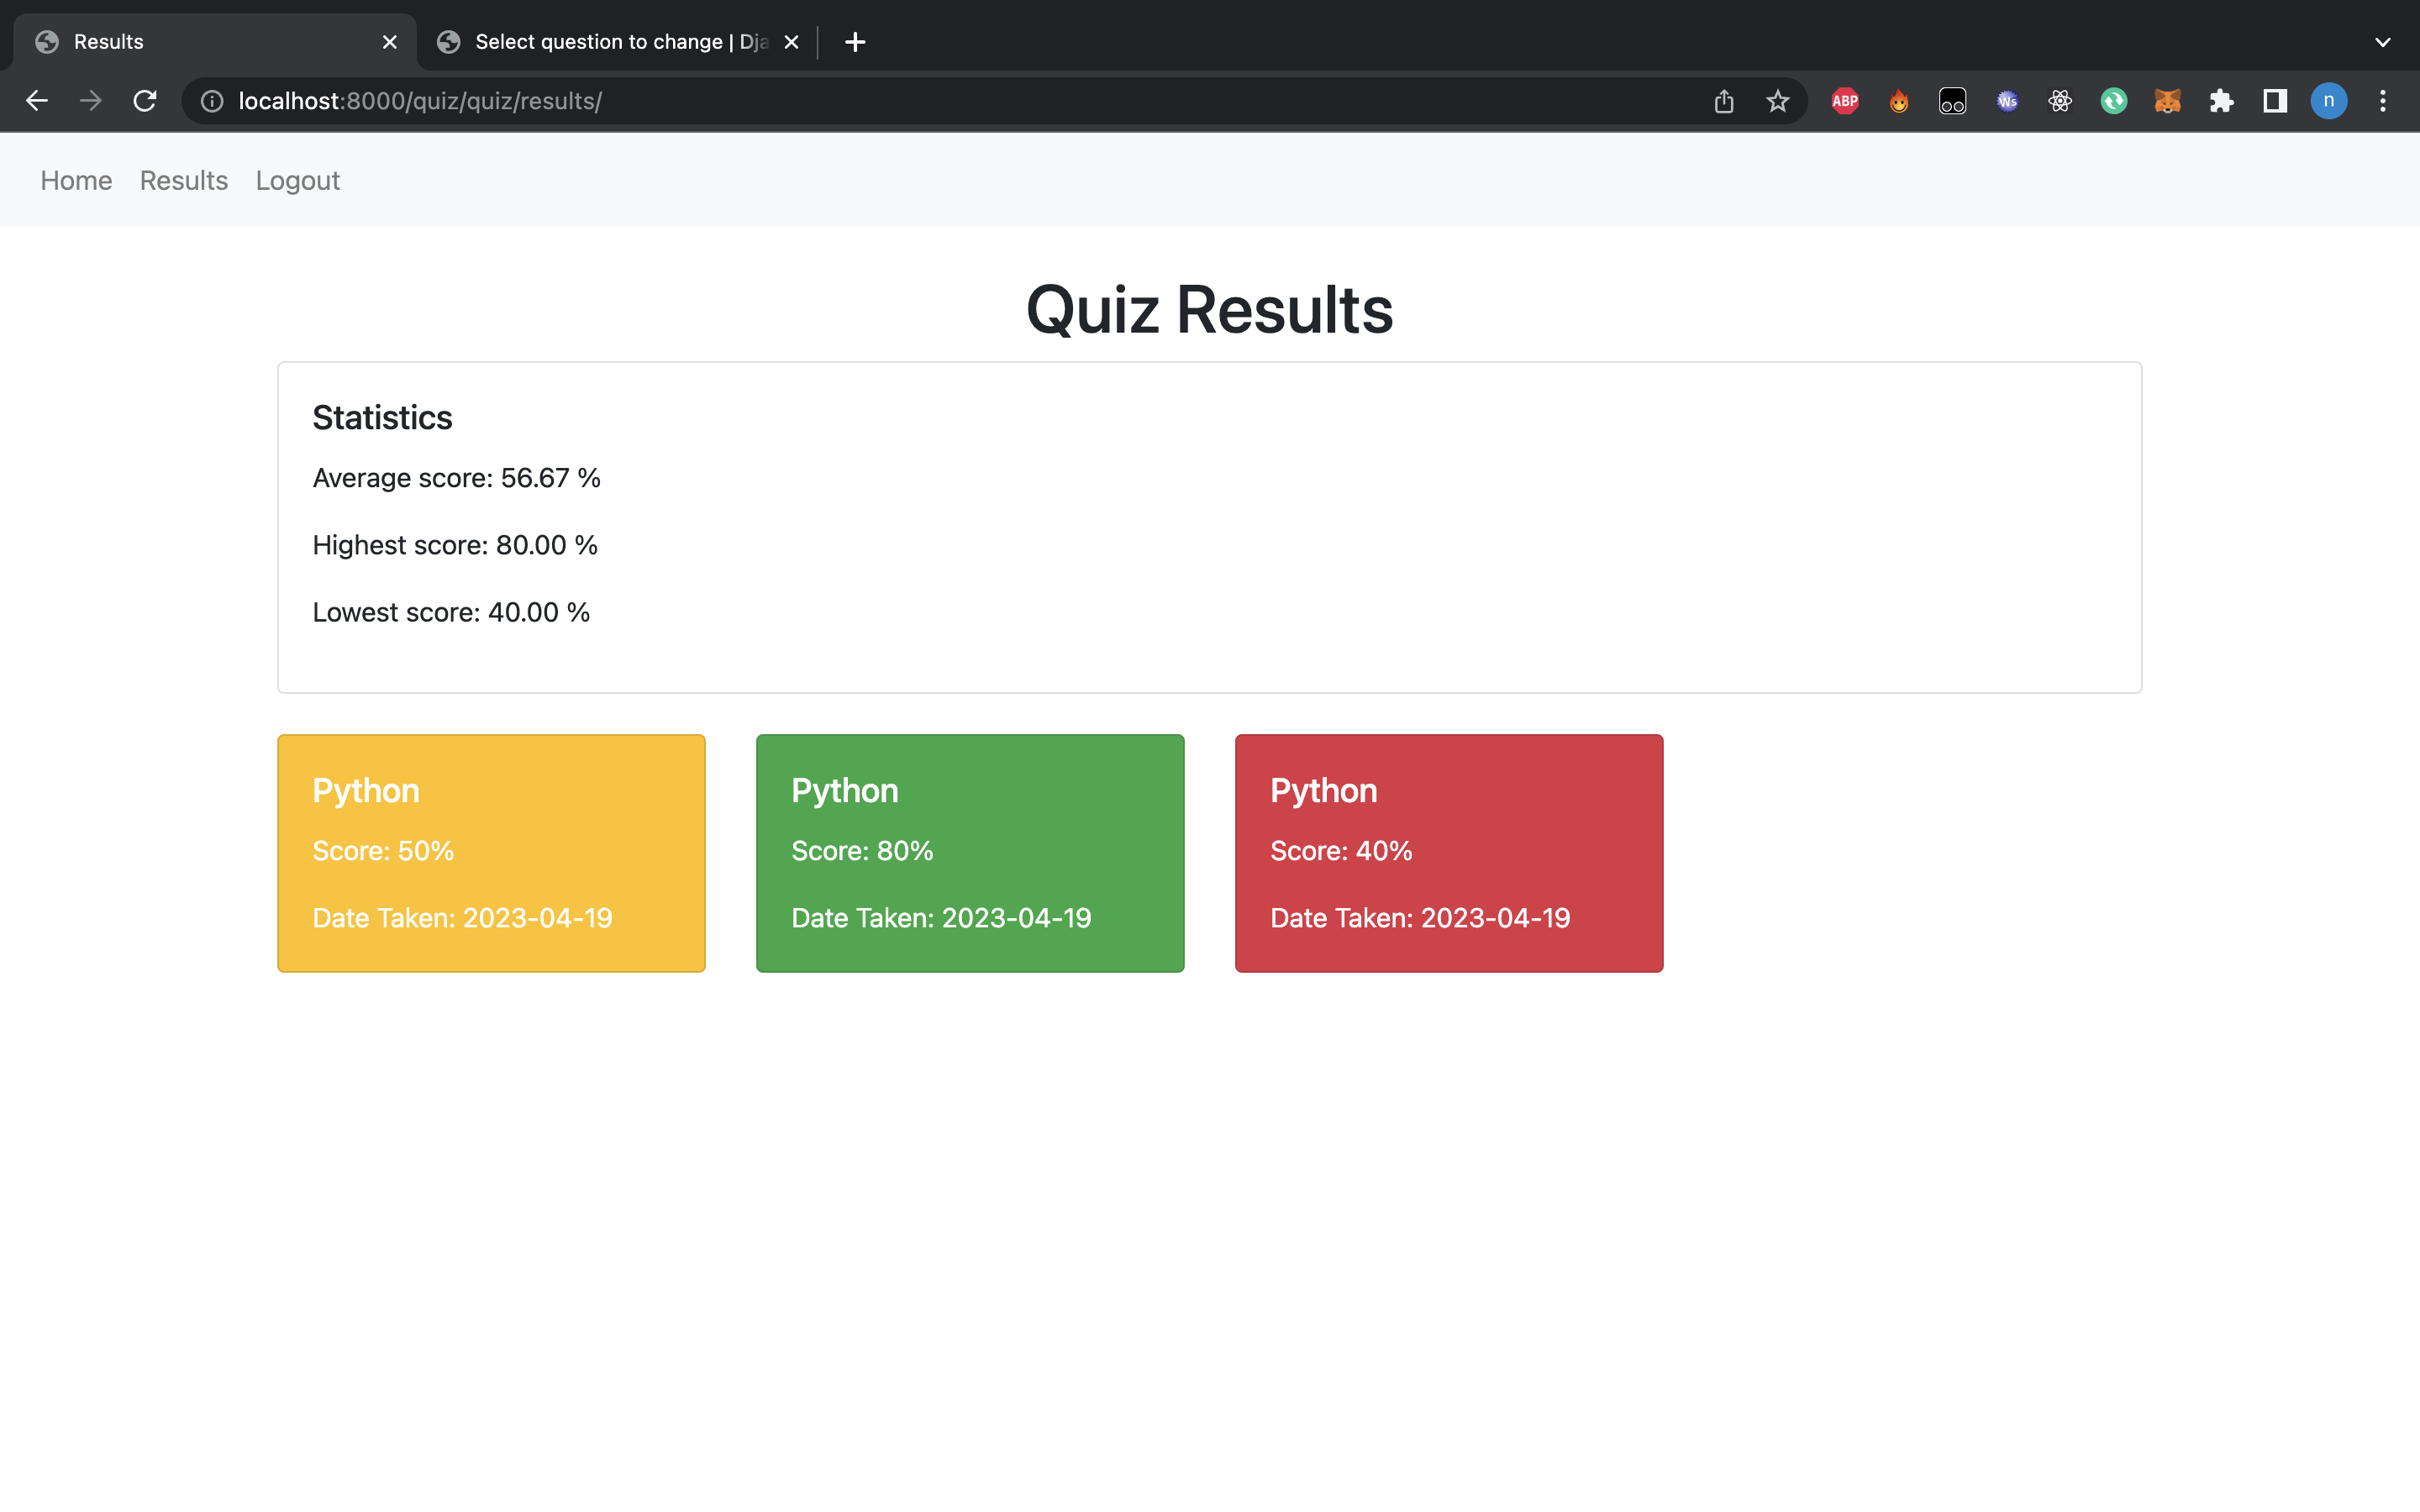 Results
Select question to change | Dja
localhost:8000/quiz/quiz/results/
ABP
Ws
n
Home Results Logout
Quiz Results
Statistics
Average score: 56.67 %
Highest score: 80.00 %
Lowest score: 40.00 %
Python
Score: 50%
Date Taken: 2023-04-19
Python
Score: 80%
Date Taken: 2023-04-19
Python
Score: 40%
Date Taken: 2023-04-19